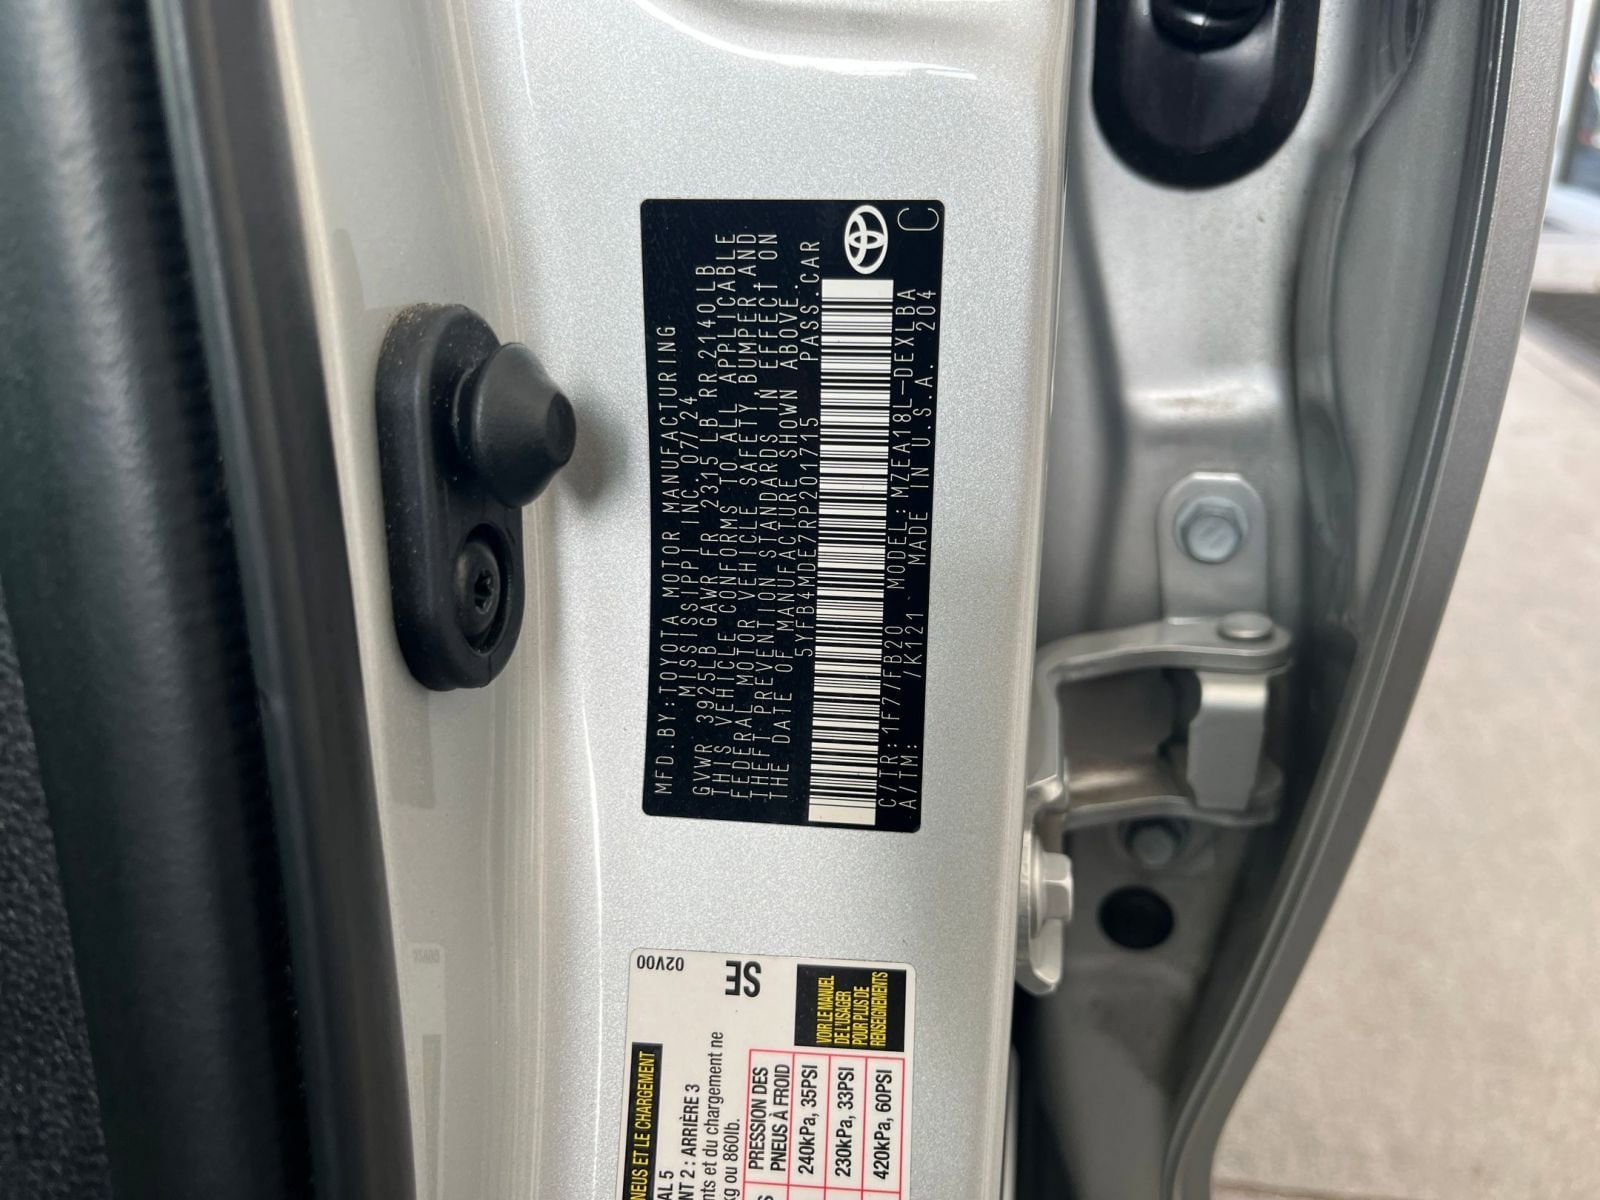 MFD.BY:TOYOTA MOTOR MANUFACTURING
MISSISSIPPI INC. 07/24
GVWR 3925LB GAWR FR 2315 LB RR 2140 LB
THIS VEHICLE CONFORMS TO ALL APPLICABLE
FEDERAL MOTOR VEHICLE SAFETY, BUMPER, AND
THEFT PREVENTION STANDARDS IN EFFECT ON
THE DATE OF MANUFACTURE SHOWN ABOVE.
5YFB4MDE7RP201715 PASS.CAR
C/TR:1F7/FB20 MODEL:MZEA18L-DEXLBA
A/TM: /K121 MADE IN U.S.A. 204
C
02V00
SE
NEUS ET LE CHARGEMENT
AL 5
NT 2 : ARRIÈRE 3
nts et du chargement ne
kg ou 860lb.
PRESSION DES
PNEUS À FROID
240kPa, 35PSI
230kPa, 33PSI
420kPa, 60PSI
VOIR LE MANUEL
DE L'USAGER
POUR PLUS DE
RENSEIGNEMENTS